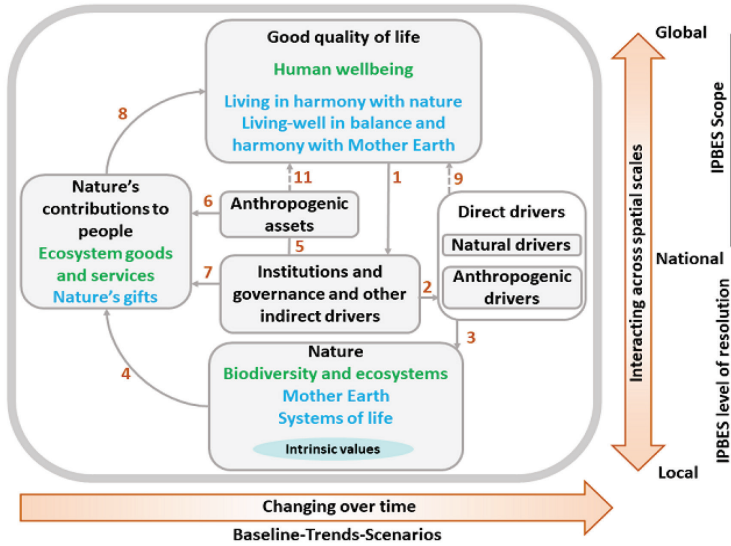 Good quality of life
Human wellbeing
Living in harmony with nature
Living-well in balance and
harmony with Mother Earth
8
11
1
9
Nature's
contributions to
people
Ecosystem goods
and services
Nature's gifts
6
Anthropogenic
assets
5
7
Institutions and
governance and other
indirect drivers
2
Direct drivers
Natural drivers
Anthropogenic
drivers
3
4
Nature
Biodiversity and ecosystems
Mother Earth
Systems of life
Intrinsic values
Global
National
Local
Interacting across spatial scales
IPBES Scope
IPBES level of resolution
Changing over time
Baseline-Trends-Scenarios